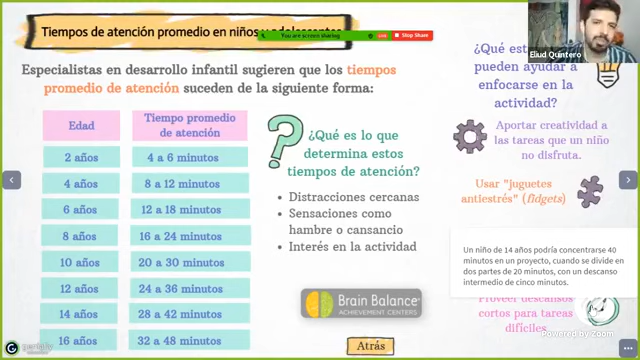 Tiempos de atención promedio en niños y adolescentes
You are screen sharing
Stop Share
Eliud Quintero
Especialistas en desarrollo infantil sugieren que los tiempos
promedio de atención suceden de la siguiente forma:
Edad
Tiempo promedio
de atención
2 años
4 a 6 minutos
4 años
8 a 12 minutos
6 años
12 a 18 minutos
8 años
16 a 24 minutos
10 años
20 a 30 minutos
12 años
24 a 36 minutos
14 años
28 a 42 minutos
16 años
32 a 48 minutos
¿Qué es lo que
determina estos
tiempos de atención?
Distracciones cercanas
Sensaciones como
hambre o cansancio
Interés en la actividad
Brain Balance
ACHIEVEMENT CENTERS
Atrás
¿Qué
pueden ayudar a
enfocarse en la
actividad?
Aportar creatividad a
las tareas que un niño
no disfruta.
Usar "juguetes
antiestrés" (fidgets)
Un niño de 14 años podría concentrarse 40
minutos en un proyecto, cuando se divide en
dos partes de 20 minutos, con un descanso
intermedio de cinco minutos.
Proveer descansos
cortos para tareas
difíciles.
Powered by Zoom
genially